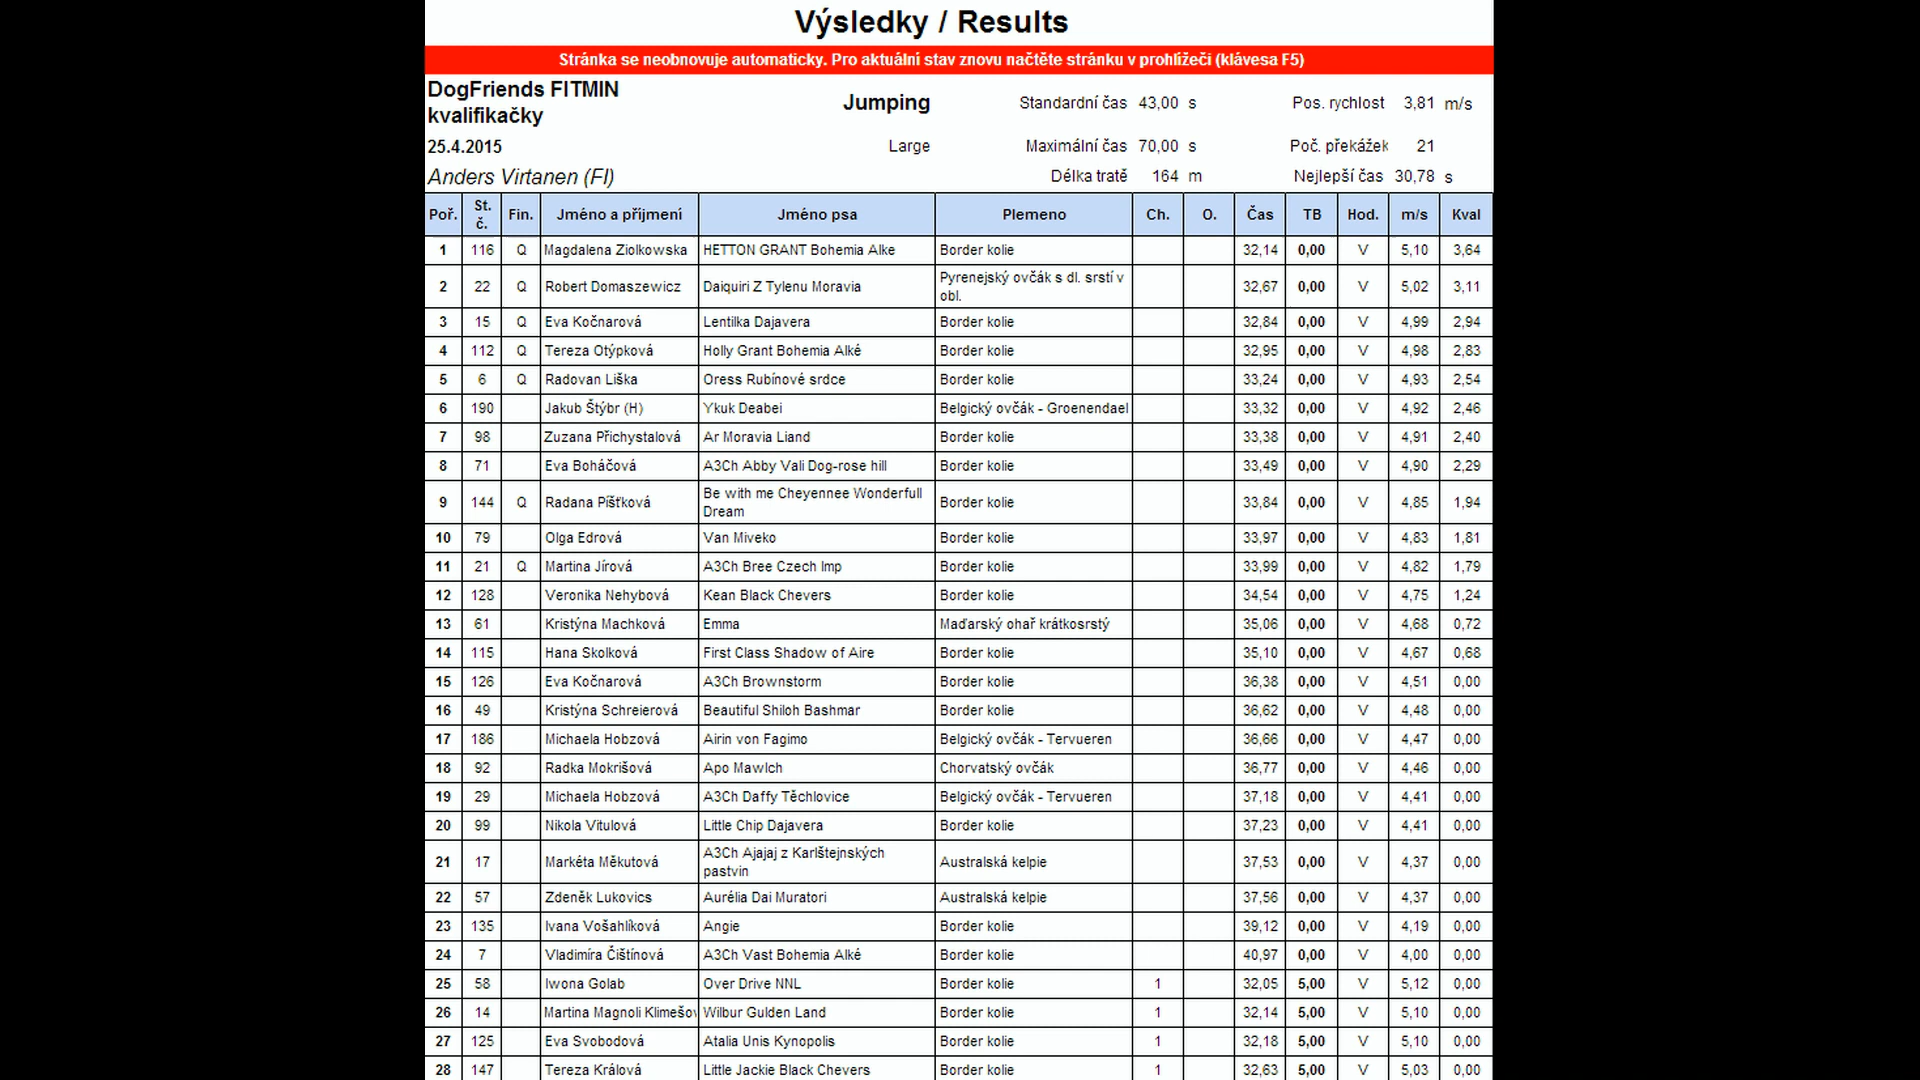 Výsledky / Results
Stránka se neobnovuje automaticky. Pro aktuální stav znovu načtěte stránku v prohlížeči (klávesa F5)
DogFriends FITMIN kvalifikačky Jumping Standardní čas 43,00 s Pos. rychlost 3,81 m/s
25.4.2015 Large Maximální čas 70,00 s Poč. překážek 21
Anders Virtanen (FI) Délka tratě 164 m Nejlepší čas 30,78 s
Poř. St. č. Fin. Jméno a příjmení Jméno psa Plemeno Ch. O. Čas TB Hod. m/s Kval
1 116 Q Magdalena Ziolkowska HETTON GRANT Bohemia Alke Border kolie 32,14 0,00 V 5,10 3,64
2 22 Q Robert Domaszewicz Daiquiri Z Tylenu Moravia Pyrenejský ovčák s dl. srstí v obl. 32,67 0,00 V 5,02 3,11
3 15 Q Eva Kočnarová Lentilka Dajavera Border kolie 32,84 0,00 V 4,99 2,94
4 112 Q Tereza Otýpková Holly Grant Bohemia Alké Border kolie 32,95 0,00 V 4,98 2,83
5 6 Q Radovan Liška Oress Rubínové srdce Border kolie 33,24 0,00 V 4,93 2,54
6 190 Jakub Štýbr (H) Ykuk Deabei Belgický ovčák - Groenendael 33,32 0,00 V 4,92 2,46
7 98 Zuzana Přichystalová Ar Moravia Liand Border kolie 33,38 0,00 V 4,91 2,40
8 71 Eva Boháčová A3Ch Abby Vali Dog-rose hill Border kolie 33,49 0,00 V 4,90 2,29
9 144 Q Radana Píšťková Be with me Cheyennee Wonderfull Dream Border kolie 33,84 0,00 V 4,85 1,94
10 79 Olga Edrová Van Miveko Border kolie 33,97 0,00 V 4,83 1,81
11 21 Q Martina Jírová A3Ch Bree Czech Imp Border kolie 33,99 0,00 V 4,82 1,79
12 128 Veronika Nehybová Kean Black Chevers Border kolie 34,54 0,00 V 4,75 1,24
13 61 Kristýna Machková Emma Maďarský ohař krátkosrstý 35,06 0,00 V 4,68 0,72
14 115 Hana Skolková First Class Shadow of Aire Border kolie 35,10 0,00 V 4,67 0,68
15 126 Eva Kočnarová A3Ch Brownstorm Border kolie 36,38 0,00 V 4,51 0,00
16 49 Kristýna Schreierová Beautiful Shiloh Bashmar Border kolie 36,62 0,00 V 4,48 0,00
17 186 Michaela Hobzová Airin von Fagimo Belgický ovčák - Tervueren 36,66 0,00 V 4,47 0,00
18 92 Radka Mokrišová Apo Mawlch Chorvatský ovčák 36,77 0,00 V 4,46 0,00
19 29 Michaela Hobzová A3Ch Daffy Těchlovice Belgický ovčák - Tervueren 37,18 0,00 V 4,41 0,00
20 99 Nikola Vitulová Little Chip Dajavera Border kolie 37,23 0,00 V 4,41 0,00
21 17 Markéta Měkutová A3Ch Ajajaj z Karlštejnských pastvin Australská kelpie 37,53 0,00 V 4,37 0,00
22 57 Zdeněk Lukovics Aurélia Dai Muratori Australská kelpie 37,56 0,00 V 4,37 0,00
23 135 Ivana Vošahlíková Angie Border kolie 39,12 0,00 V 4,19 0,00
24 7 Vladimíra Čištínová A3Ch Vast Bohemia Alké Border kolie 40,97 0,00 V 4,00 0,00
25 58 Iwona Golab Over Drive NNL Border kolie 1 32,05 5,00 V 5,12 0,00
26 14 Martina Magnoli Klimešov Wilbur Gulden Land Border kolie 1 32,14 5,00 V 5,10 0,00
27 125 Eva Svobodová Atalia Unis Kynopolis Border kolie 1 32,18 5,00 V 5,10 0,00
28 147 Tereza Králová Little Jackie Black Chevers Border kolie 1 32,63 5,00 V 5,03 0,00